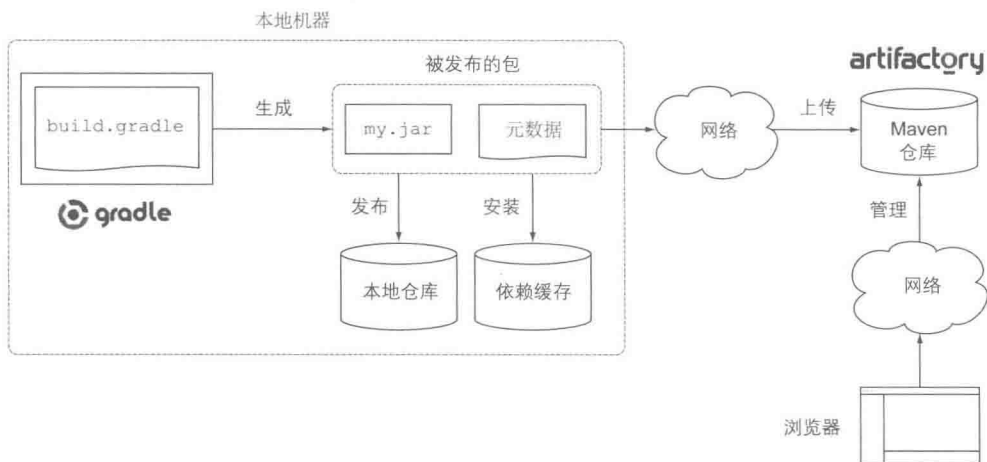 本地机器
被发布的包
artifactory
build.gradle
生成
my.jar
元数据
网络
上传
Maven
仓库
gradle
发布
安装
管理
本地仓库
依赖缓存
网络
浏览器